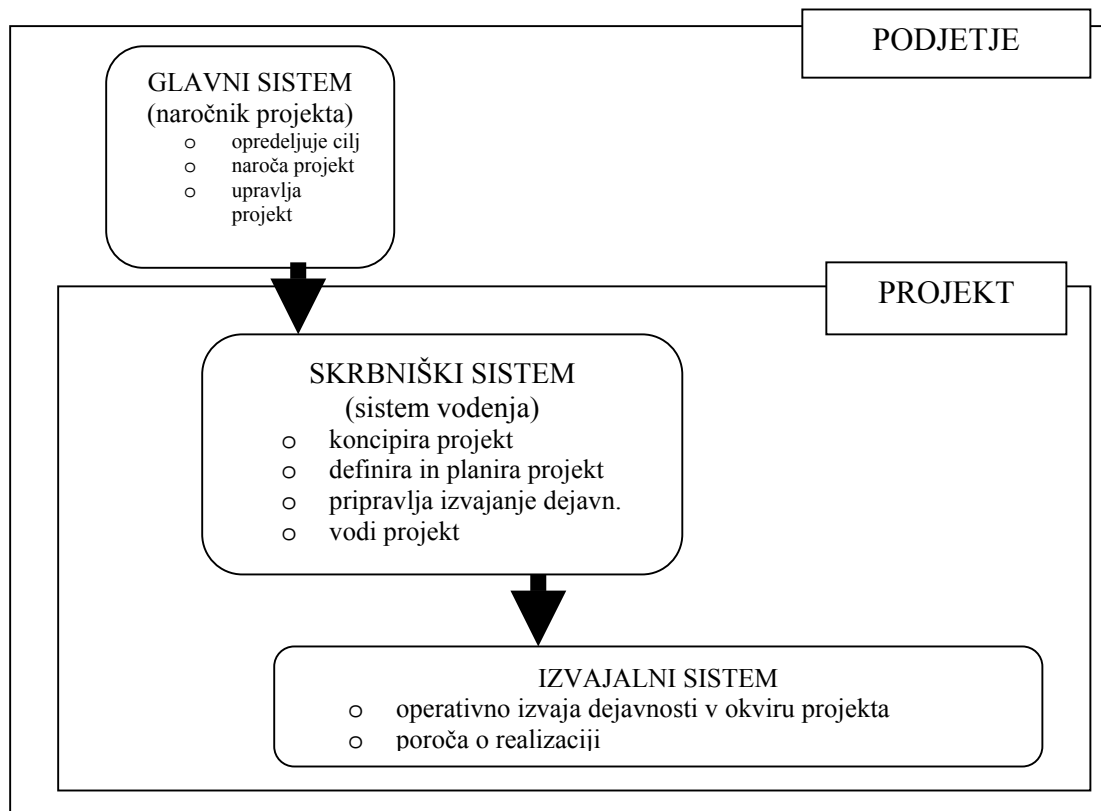 PODJETJE
GLAVNI SISTEM
(naročnik projekta)
o opredeljuje cilj
o naroča projekt
o upravlja
projekt
PROJEKT
SKRBNIŠKI SISTEM
(sistem vodenja)
o koncipira projekt
o definira in planira projekt
o pripravlja izvajanje dejavn.
o vodi projekt
IZVAJALNI SISTEM
o operativno izvaja dejavnosti v okviru projekta
o poroča o realizaciji